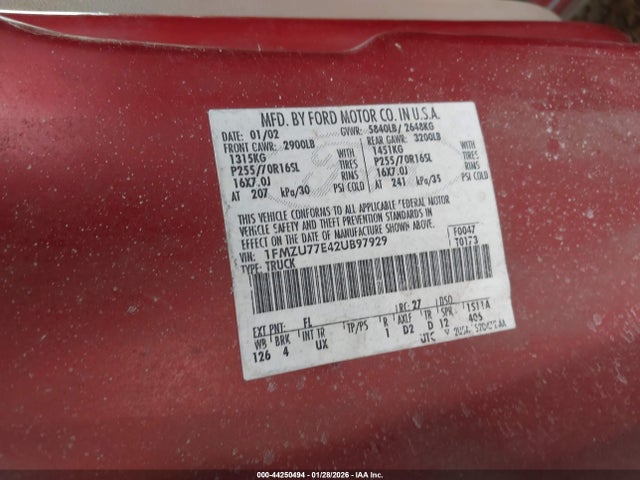 MFD. BY FORD MOTOR CO. IN U.S.A.
DATE: 01/02 GVWR: 5840LB/ 2648KG
FRONT GAWR: 2900LB REAR GAWR: 3200LB
1315KG WITH 1451KG WITH
P255/70R16SL TIRES P255/70R16SL TIRES
16X7.0J RIMS 16X7.0J RIMS
AT 207 kPa/30 PSI COLD AT 241 kPa/35 PSI COLD
THIS VEHICLE CONFORMS TO ALL APPLICABLE FEDERAL MOTOR
VEHICLE SAFETY AND THEFT PREVENTION STANDARDS IN
EFFECT ON THE DATE OF MANUFACTURE SHOWN ABOVE.
VIN: 1FMZU77E42UB97929 F0047
TYPE: TRUCK T0173
EXT PNT: FL RC: 27 DSO:
WB BRK INT TR TP/PS R AXLE TR SPR 1511A
126 4 UX 1 D2 D 12 405
UTC
000-44250494 | 01/28/2026 | IAA Inc.